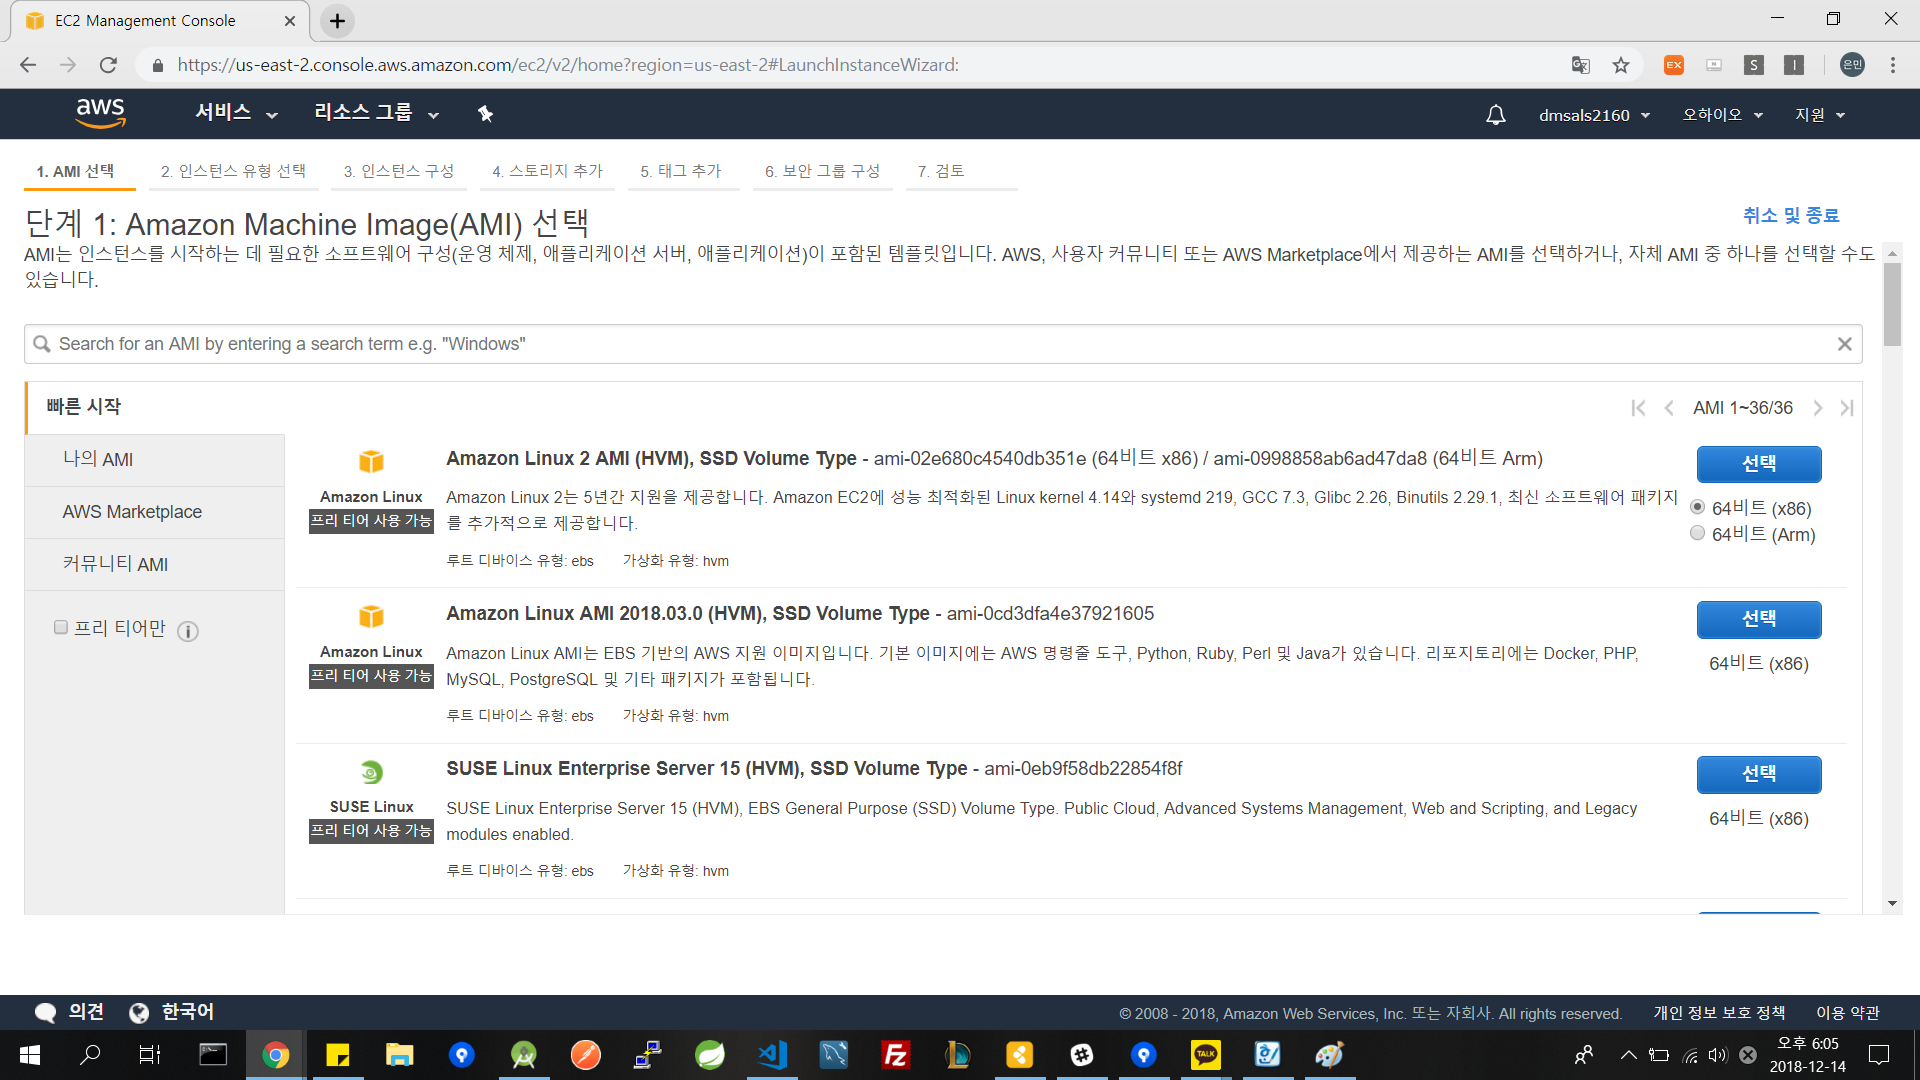 EC2 Management Console
https://us-east-2.console.aws.amazon.com/ec2/v2/home?region=us-east-2#LaunchInstanceWizard:
EX
S
I
은민
aws
서비스
리소스 그룹
dmsals2160
오하이오
지원
1. AMI 선택
2. 인스턴스 유형 선택
3. 인스턴스 구성
4. 스토리지 추가
5. 태그 추가
6. 보안 그룹 구성
7. 검토
단계 1: Amazon Machine Image(AMI) 선택
취소 및 종료
AMI는 인스턴스를 시작하는 데 필요한 소프트웨어 구성(운영 체제, 애플리케이션 서버, 애플리케이션)이 포함된 템플릿입니다. AWS, 사용자 커뮤니티 또는 AWS Marketplace에서 제공하는 AMI를 선택하거나, 자체 AMI 중 하나를 선택할 수도
있습니다.
Search for an AMI by entering a search term e.g. "Windows"
빠른 시작
AMI 1~36/36
나의 AMI
AWS Marketplace
커뮤니티 AMI
프리 티어만
Amazon Linux
프리 티어 사용 가능
Amazon Linux 2 AMI (HVM), SSD Volume Type - ami-02e680c4540db351e (64비트 x86) / ami-0998858ab6ad47da8 (64비트 Arm)
Amazon Linux 2는 5년간 지원을 제공합니다. Amazon EC2에 성능 최적화된 Linux kernel 4.14와 systemd 219, GCC 7.3, Glibc 2.26, Binutils 2.29.1, 최신 소프트웨어 패키지
를 추가적으로 제공합니다.
루트 디바이스 유형: ebs 가상화 유형: hvm
선택
64비트 (x86)
64비트 (Arm)
Amazon Linux
프리 티어 사용 가능
Amazon Linux AMI 2018.03.0 (HVM), SSD Volume Type - ami-0cd3dfa4e37921605
Amazon Linux AMI는 EBS 기반의 AWS 지원 이미지입니다. 기본 이미지에는 AWS 명령줄 도구, Python, Ruby, Perl 및 Java가 있습니다. 리포지토리에는 Docker, PHP,
MySQL, PostgreSQL 및 기타 패키지가 포함됩니다.
루트 디바이스 유형: ebs 가상화 유형: hvm
선택
64비트 (x86)
SUSE Linux
프리 티어 사용 가능
SUSE Linux Enterprise Server 15 (HVM), SSD Volume Type - ami-0eb9f58db22854f8f
SUSE Linux Enterprise Server 15 (HVM), EBS General Purpose (SSD) Volume Type. Public Cloud, Advanced Systems Management, Web and Scripting, and Legacy
modules enabled.
루트 디바이스 유형: ebs 가상화 유형: hvm
선택
64비트 (x86)
의견
한국어
© 2008 - 2018, Amazon Web Services, Inc. 또는 자회사. All rights reserved.
개인 정보 보호 정책
이용 약관
TALK
오후 6:05
2018-12-14